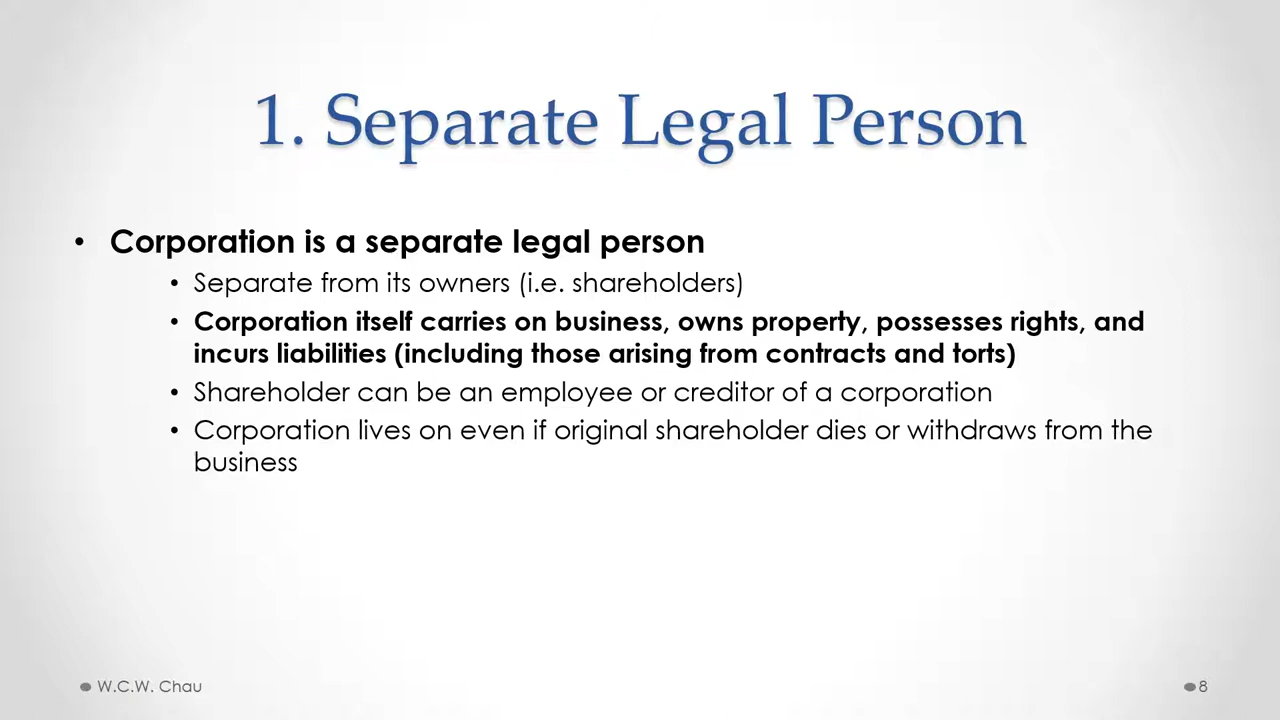 1. Separate Legal Person
• Corporation is a separate legal person
• Separate from its owners (i.e. shareholders)
• Corporation itself carries on business, owns property, possesses rights, and
incurs liabilities (including those arising from contracts and torts)
• Shareholder can be an employee or creditor of a corporation
• Corporation lives on even if original shareholder dies or withdraws from the
business
W.C.W. Chau
8